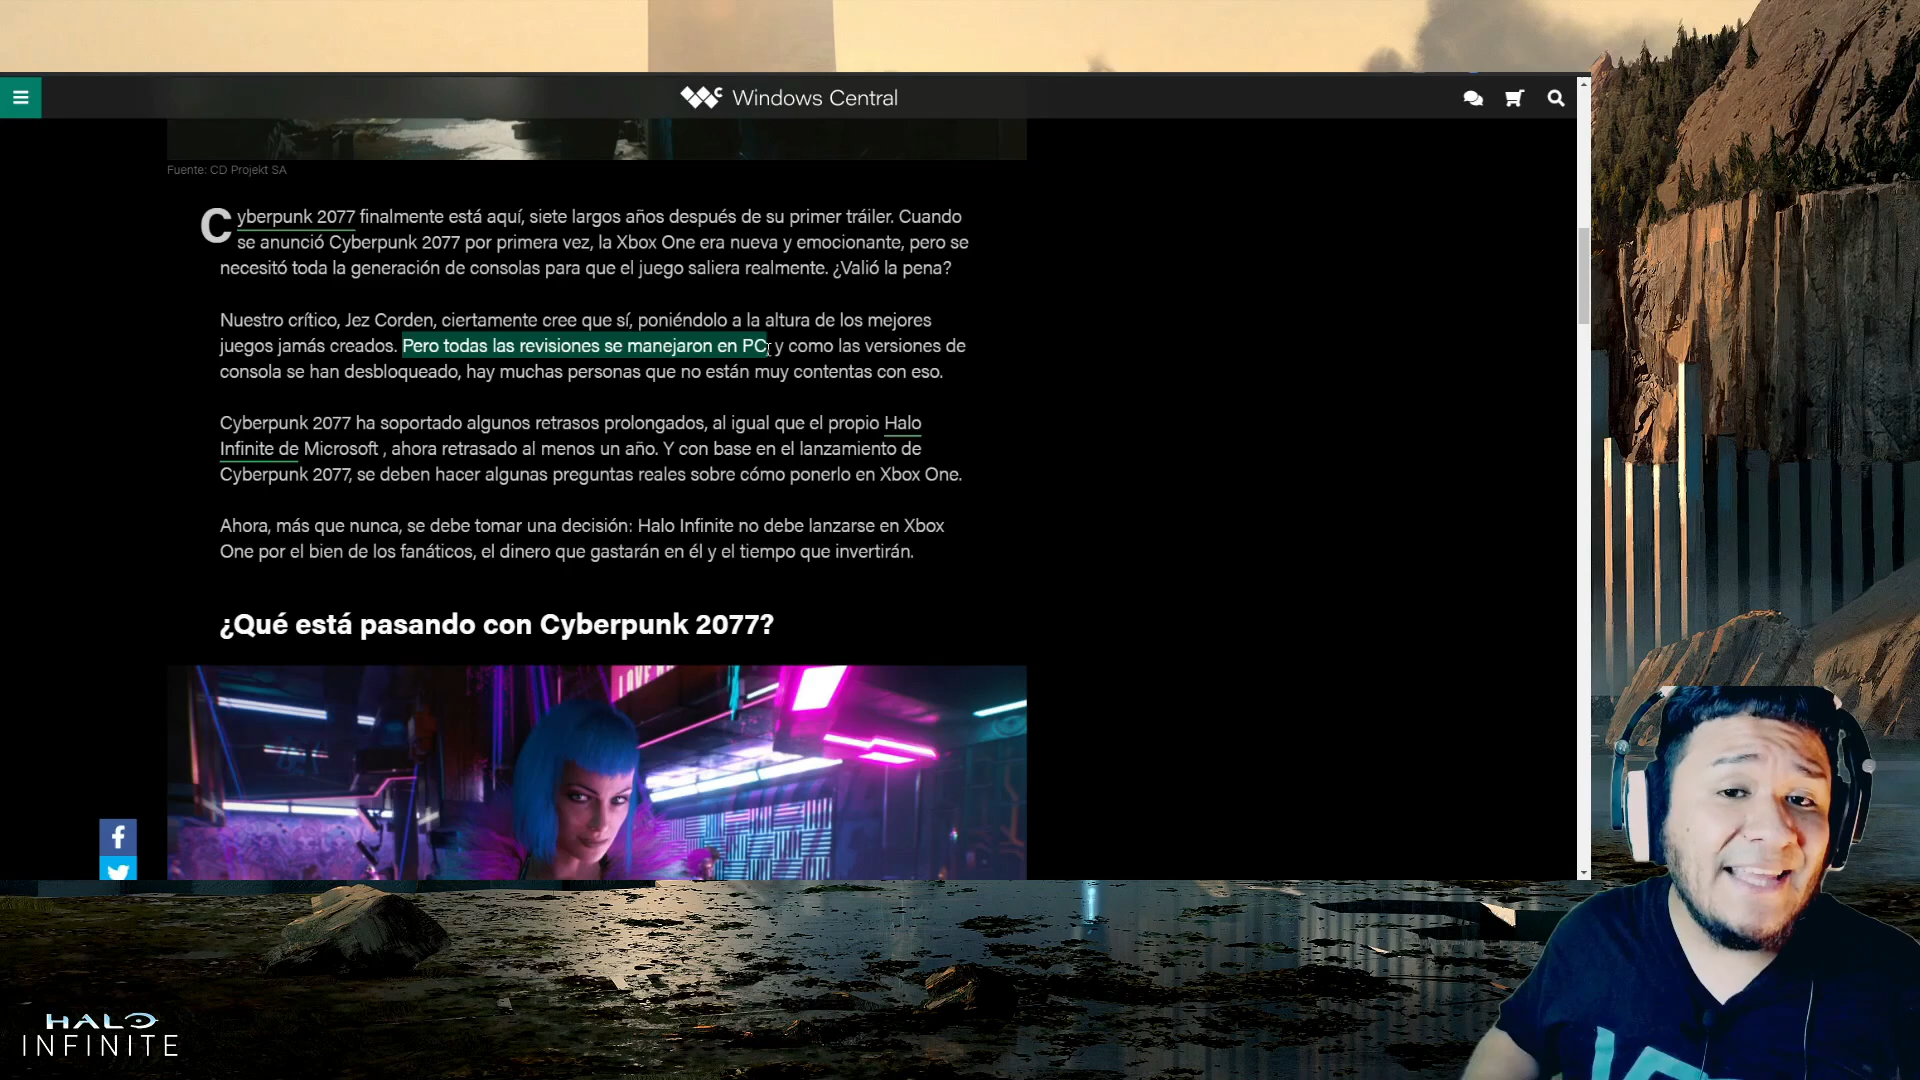 Windows Central
Fuente: CD Projekt SA
Cyberpunk 2077 finalmente está aquí, siete largos años después de su primer tráiler. Cuando
se anunció Cyberpunk 2077 por primera vez, la Xbox One era nueva y emocionante, pero se
necesitó toda la generación de consolas para que el juego saliera realmente. ¿Valió la pena?
Nuestro crítico, Jez Corden, ciertamente cree que sí, poniéndolo a la altura de los mejores
juegos jamás creados. Pero todas las revisiones se manejaron en PC, y como las versiones de
consola se han desbloqueado, hay muchas personas que no están muy contentas con eso.
Cyberpunk 2077 ha soportado algunos retrasos prolongados, al igual que el propio Halo
Infinite de Microsoft , ahora retrasado al menos un año. Y con base en el lanzamiento de
Cyberpunk 2077, se deben hacer algunas preguntas reales sobre cómo ponerlo en Xbox One.
Ahora, más que nunca, se debe tomar una decisión: Halo Infinite no debe lanzarse en Xbox
One por el bien de los fanáticos, el dinero que gastarán en él y el tiempo que invertirán.
¿Qué está pasando con Cyberpunk 2077?
HALO
INFINITE